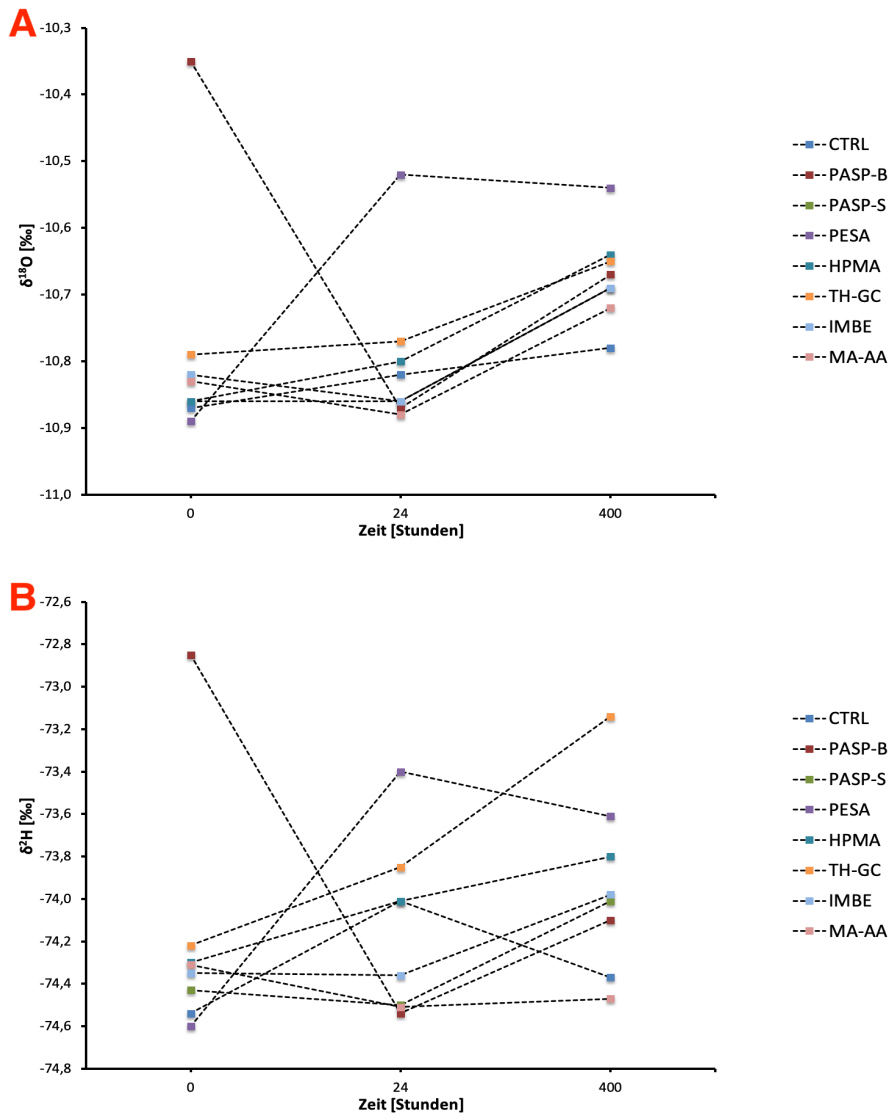 A
-10,3
-10,4
-10,5
-10,6
-10,7
-10,8
-10,9
-11,0
δ¹⁸O [‰]
0 24 400
Zeit [Stunden]
CTRL
PASP-B
PASP-S
PESA
HPMA
TH-GC
IMBE
MA-AA
B
-72,6
-72,8
-73,0
-73,2
-73,4
-73,6
-73,8
-74,0
-74,2
-74,4
-74,6
-74,8
δ²H [‰]
0 24 400
Zeit [Stunden]
CTRL
PASP-B
PASP-S
PESA
HPMA
TH-GC
IMBE
MA-AA